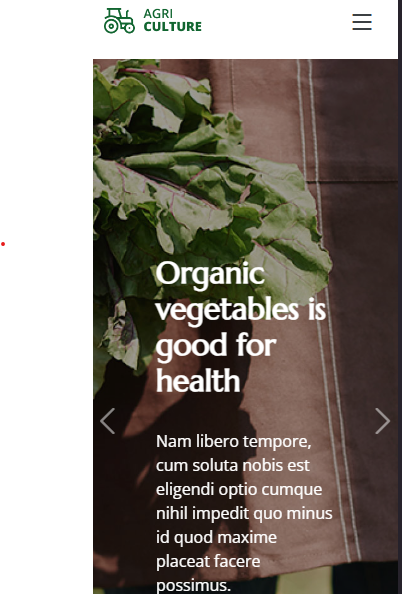 AGRI
CULTURE
Organic
vegetables is
good for
health
Nam libero tempore,
cum soluta nobis est
eligendi optio cumque
nihil impedit quo minus
id quod maxime
placeat facere
possimus.